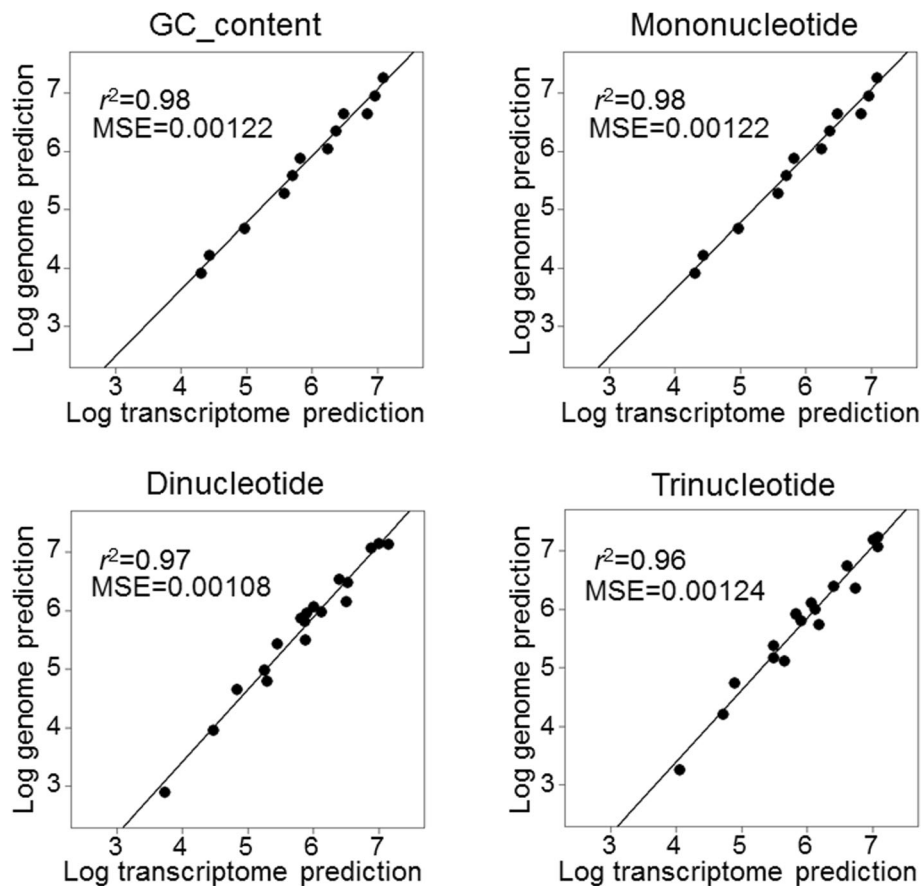 GC_content
r²=0.98
MSE=0.00122
Log genome prediction
7
6
5
4
3
3 4 5 6 7
Log transcriptome prediction
Mononucleotide
r²=0.98
MSE=0.00122
Log genome prediction
7
6
5
4
3
3 4 5 6 7
Log transcriptome prediction
Dinucleotide
r²=0.97
MSE=0.00108
Log genome prediction
7
6
5
4
3
3 4 5 6 7
Log transcriptome prediction
Trinucleotide
r²=0.96
MSE=0.00124
Log genome prediction
7
6
5
4
3
3 4 5 6 7
Log transcriptome prediction